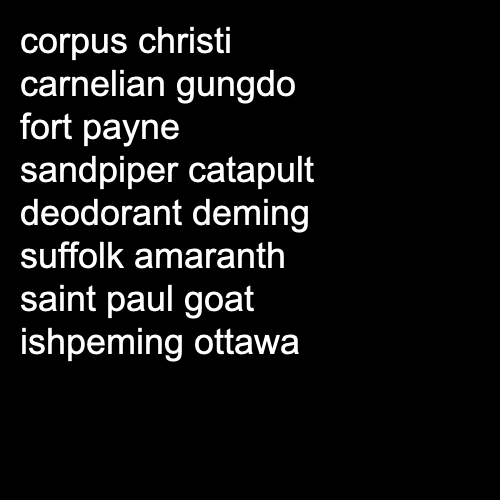 corpus christi
carnelian gungdo
fort payne
sandpiper catapult
deodorant deming
suffolk amaranth
saint paul goat
ishpeming ottawa